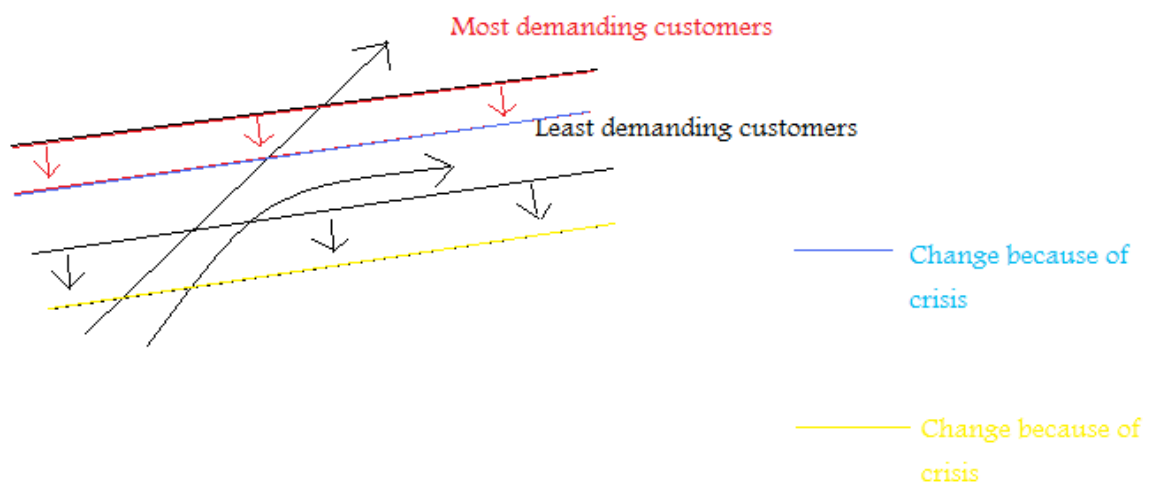 Most demanding customers
Least demanding customers
Change because of
crisis
Change because of
crisis